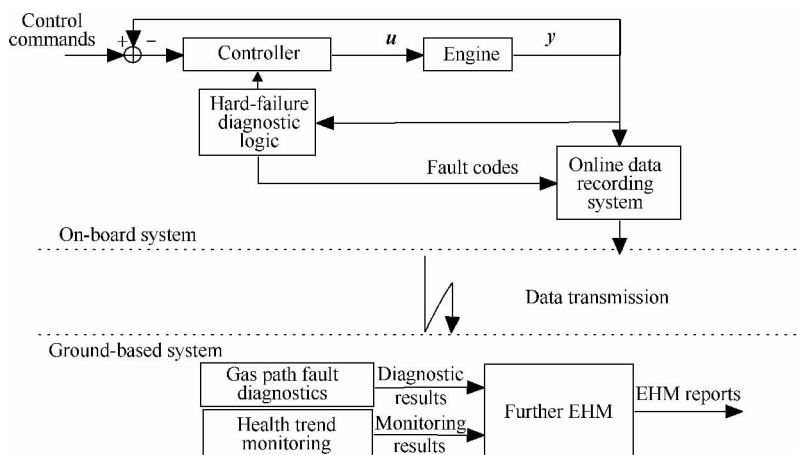 Control
commands
+
−
Controller
u
Engine
y
Hard-failure
diagnostic
logic
Fault codes
Online data
recording
system
On-board system
Data transmission
Ground-based system
Gas path fault
diagnostics
Diagnostic
results
Health trend
monitoring
Monitoring
results
Further EHM
EHM reports